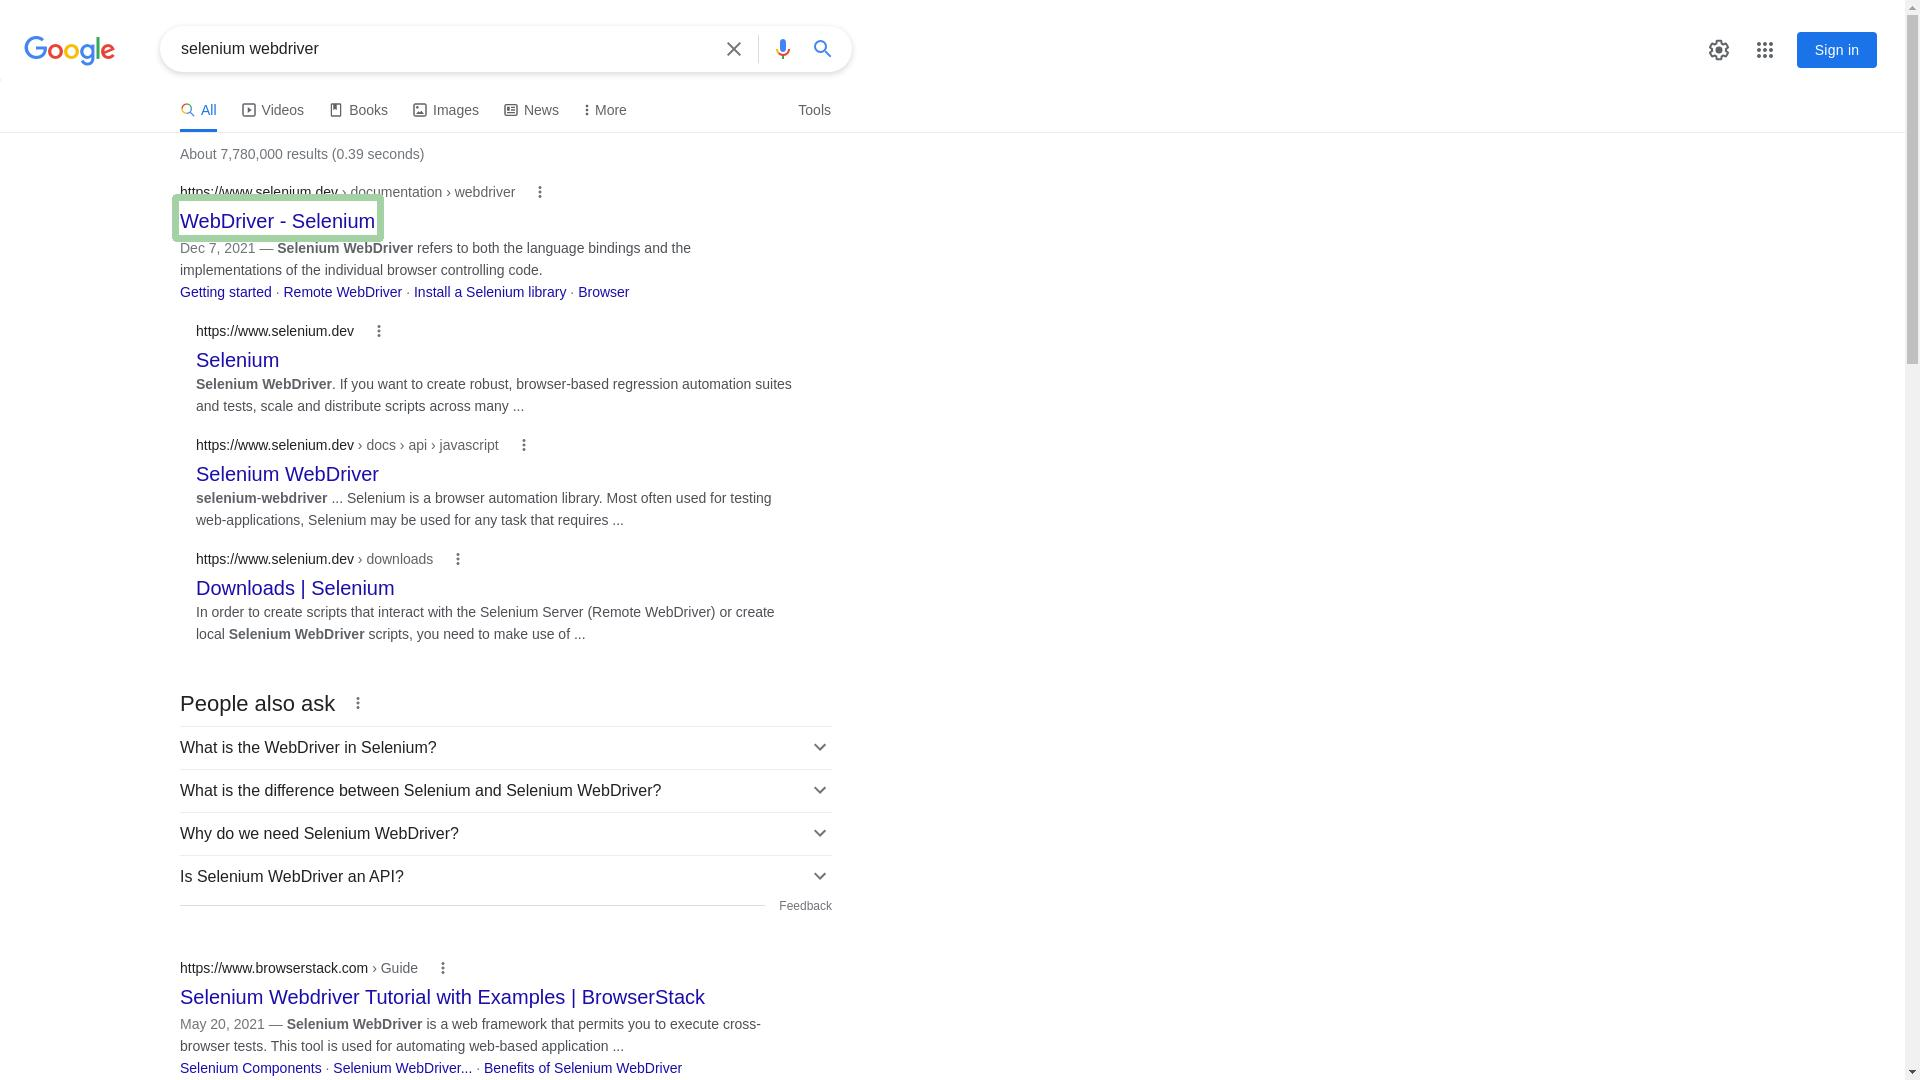 Google
selenium webdriver
Sign in
All Videos Books Images News More Tools
About 7,780,000 results (0.39 seconds)
https://www.selenium.dev › documentation › webdriver
WebDriver - Selenium
Dec 7, 2021 — Selenium WebDriver refers to both the language bindings and the
implementations of the individual browser controlling code.
Getting started · Remote WebDriver · Install a Selenium library · Browser
https://www.selenium.dev
Selenium
Selenium WebDriver. If you want to create robust, browser-based regression automation suites
and tests, scale and distribute scripts across many ...
https://www.selenium.dev › docs › api › javascript
Selenium WebDriver
selenium-webdriver ... Selenium is a browser automation library. Most often used for testing
web-applications, Selenium may be used for any task that requires ...
https://www.selenium.dev › downloads
Downloads | Selenium
In order to create scripts that interact with the Selenium Server (Remote WebDriver) or create
local Selenium WebDriver scripts, you need to make use of ...
People also ask
What is the WebDriver in Selenium?
What is the difference between Selenium and Selenium WebDriver?
Why do we need Selenium WebDriver?
Is Selenium WebDriver an API?
Feedback
https://www.browserstack.com › Guide
Selenium Webdriver Tutorial with Examples | BrowserStack
May 20, 2021 — Selenium WebDriver is a web framework that permits you to execute cross-
browser tests. This tool is used for automating web-based application ...
Selenium Components · Selenium WebDriver... · Benefits of Selenium WebDriver